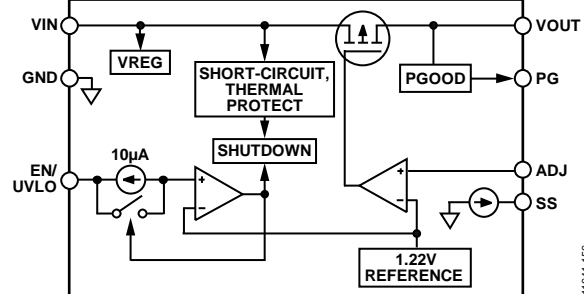 VIN
VOUT
VREG
GND
SHORT-CIRCUIT,
THERMAL
PROTECT
PGOOD
PG
SHUTDOWN
10µA
EN/
UVLO
+
–
+
–
ADJ
SS
1.22V
REFERENCE